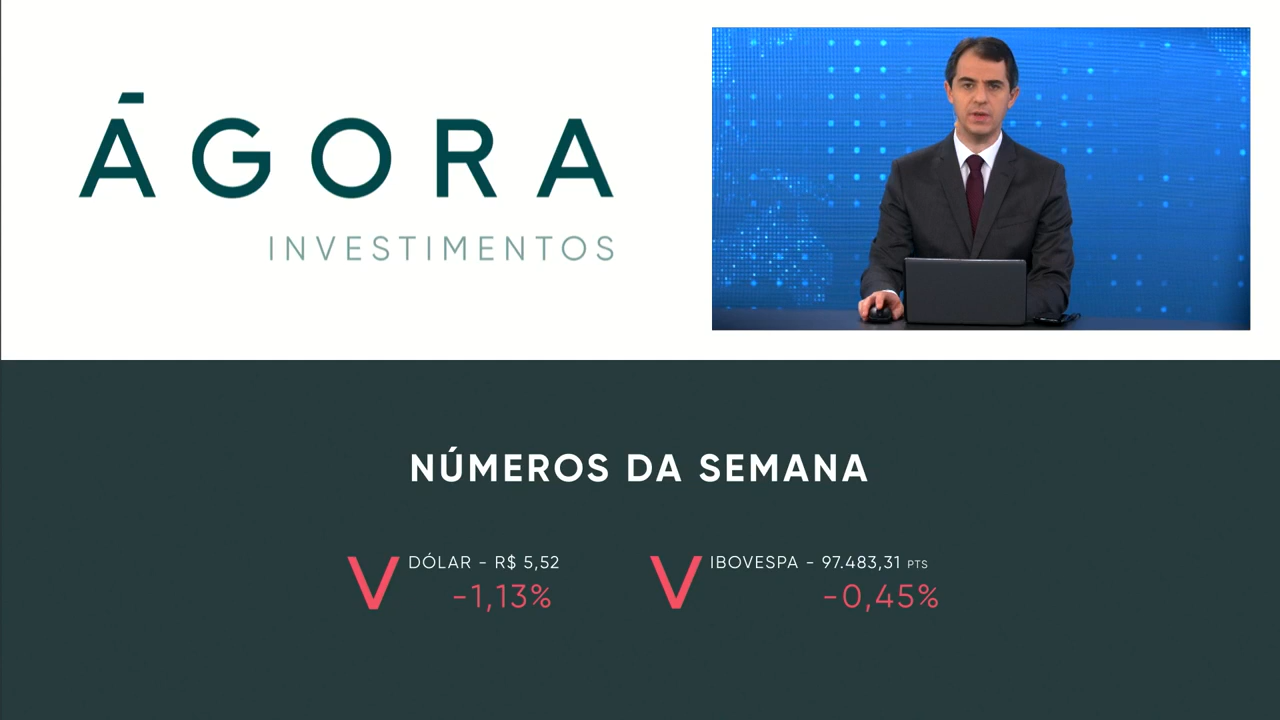 ÁGORA
INVESTIMENTOS
NÚMEROS DA SEMANA
DÓLAR - R$ 5,52
-1,13%
IBOVESPA - 97.483,31 PTS
-0,45%